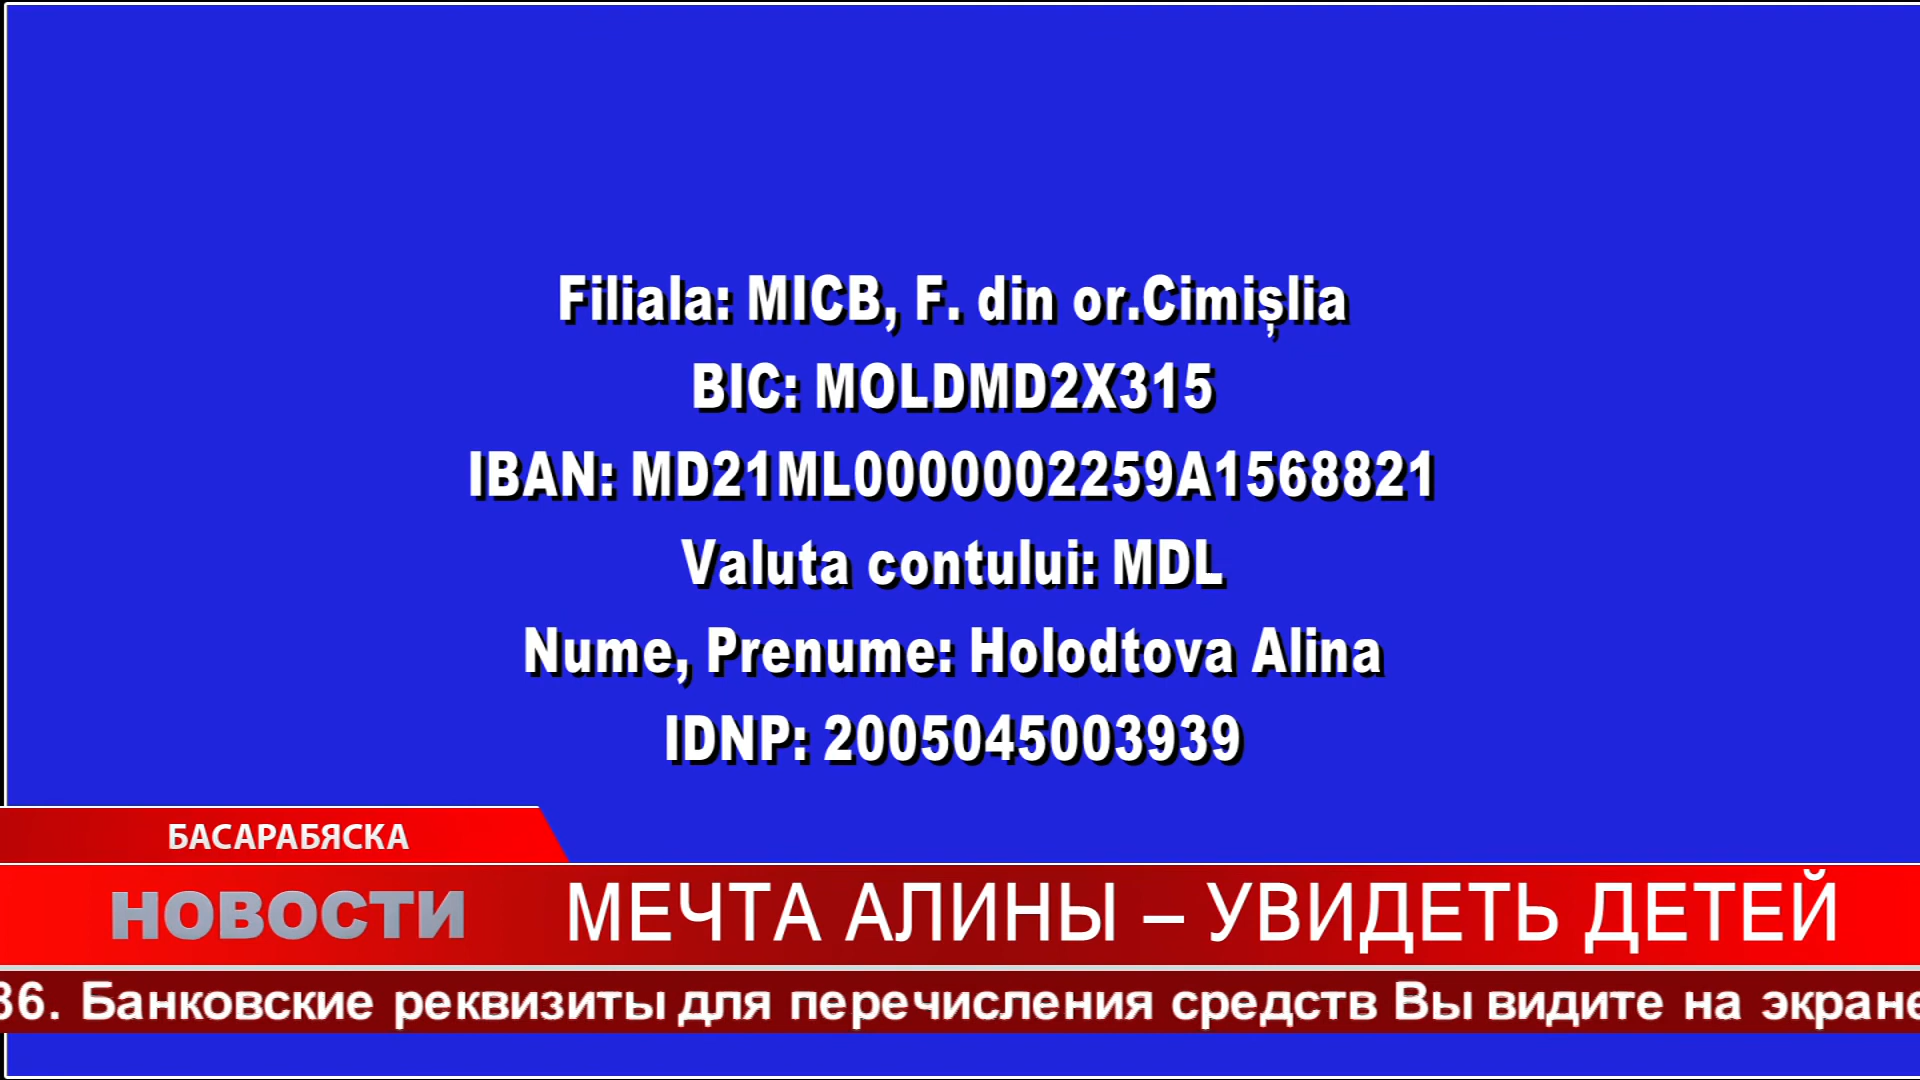 Filiala: MICB, F. din or.Cimișlia
BIC: MOLDMD2X315
IBAN: MD21ML0000002259A1568821
Valuta contului: MDL
Nume, Prenume: Holodtova Alina
IDNP: 2005045003939
БАСАРАБЯСКА
НОВОСТИ МЕЧТА АЛИНЫ – УВИДЕТЬ ДЕТЕЙ
36. Банковские реквизиты для перечисления средств Вы видите на экране